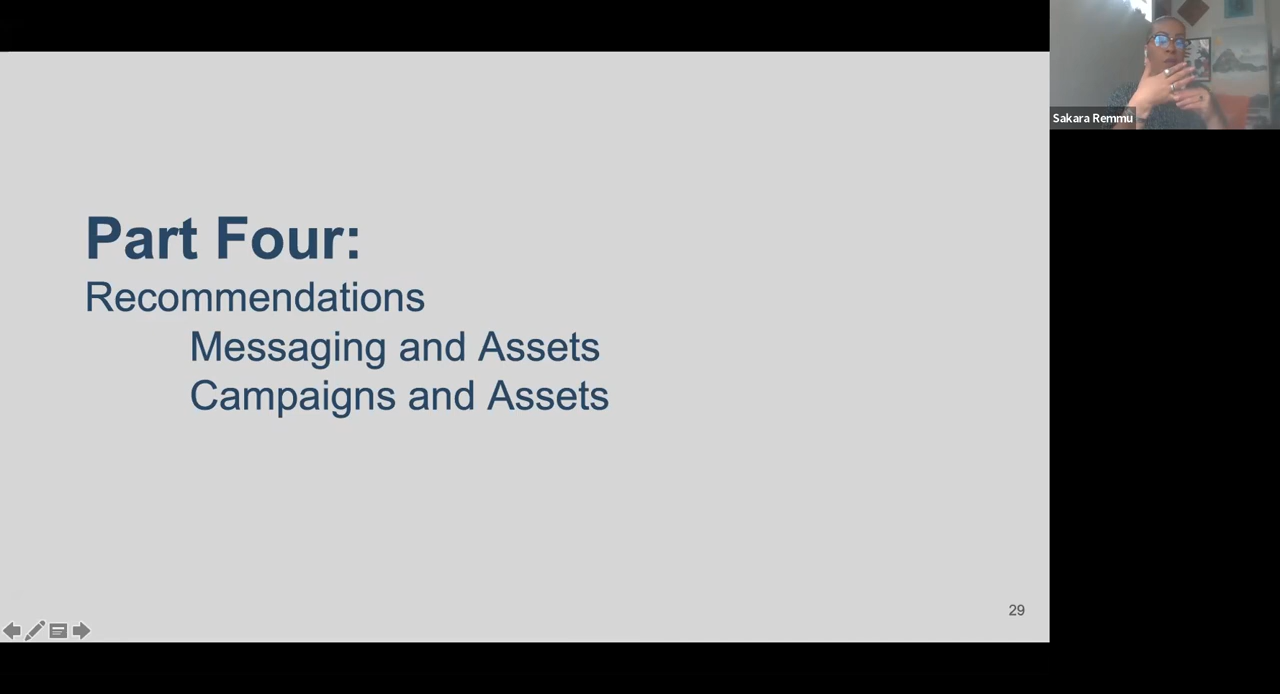 Part Four:
Recommendations
Messaging and Assets
Campaigns and Assets
29
Sakara Remmu